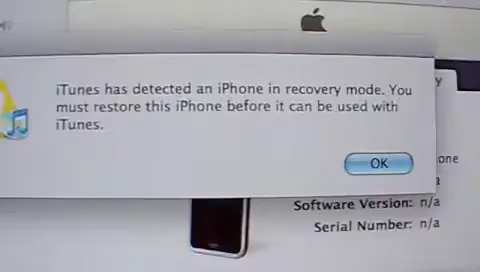 iTunes has detected an iPhone in recovery mode. You
must restore this iPhone before it can be used with
iTunes.
OK
y
one
a
Software Version: n/a
Serial Number: n/a